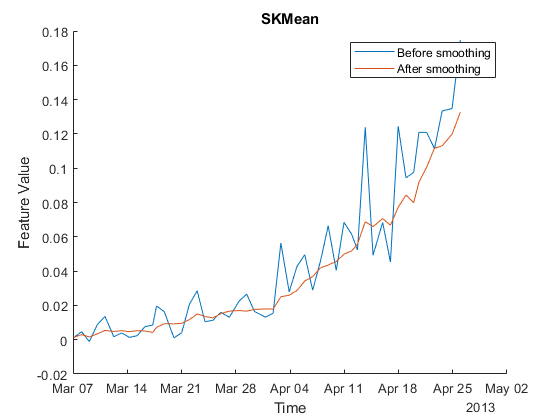 SKMean
0.18
0.16
0.14
0.12
0.1
0.08
0.06
0.04
0.02
0
-0.02
Feature Value
Before smoothing
After smoothing
Mar 07 Mar 14 Mar 21 Mar 28 Apr 04 Apr 11 Apr 18 Apr 25 May 02
Time
2013